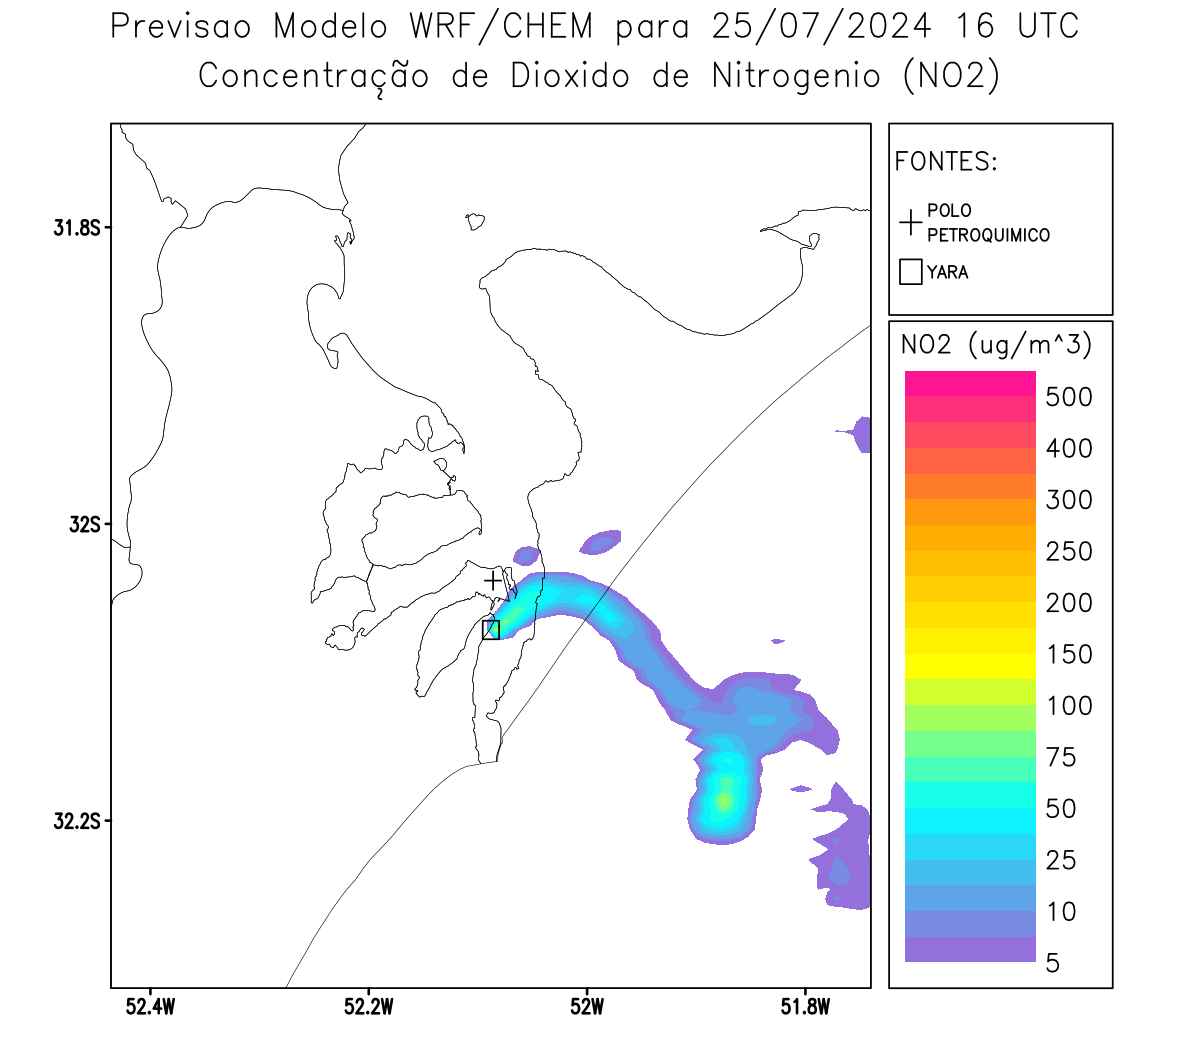 Previsao Modelo WRF/CHEM para 25/07/2024 16 UTC
Concentração de Dioxido de Nitrogenio (NO2)
FONTES:
POLO
PETROQUIMICO
YARA
NO2 (ug/m^3)
500
400
300
250
200
150
100
75
50
25
10
5
31.8S
32S
32.2S
52.4W
52.2W
52W
51.8W